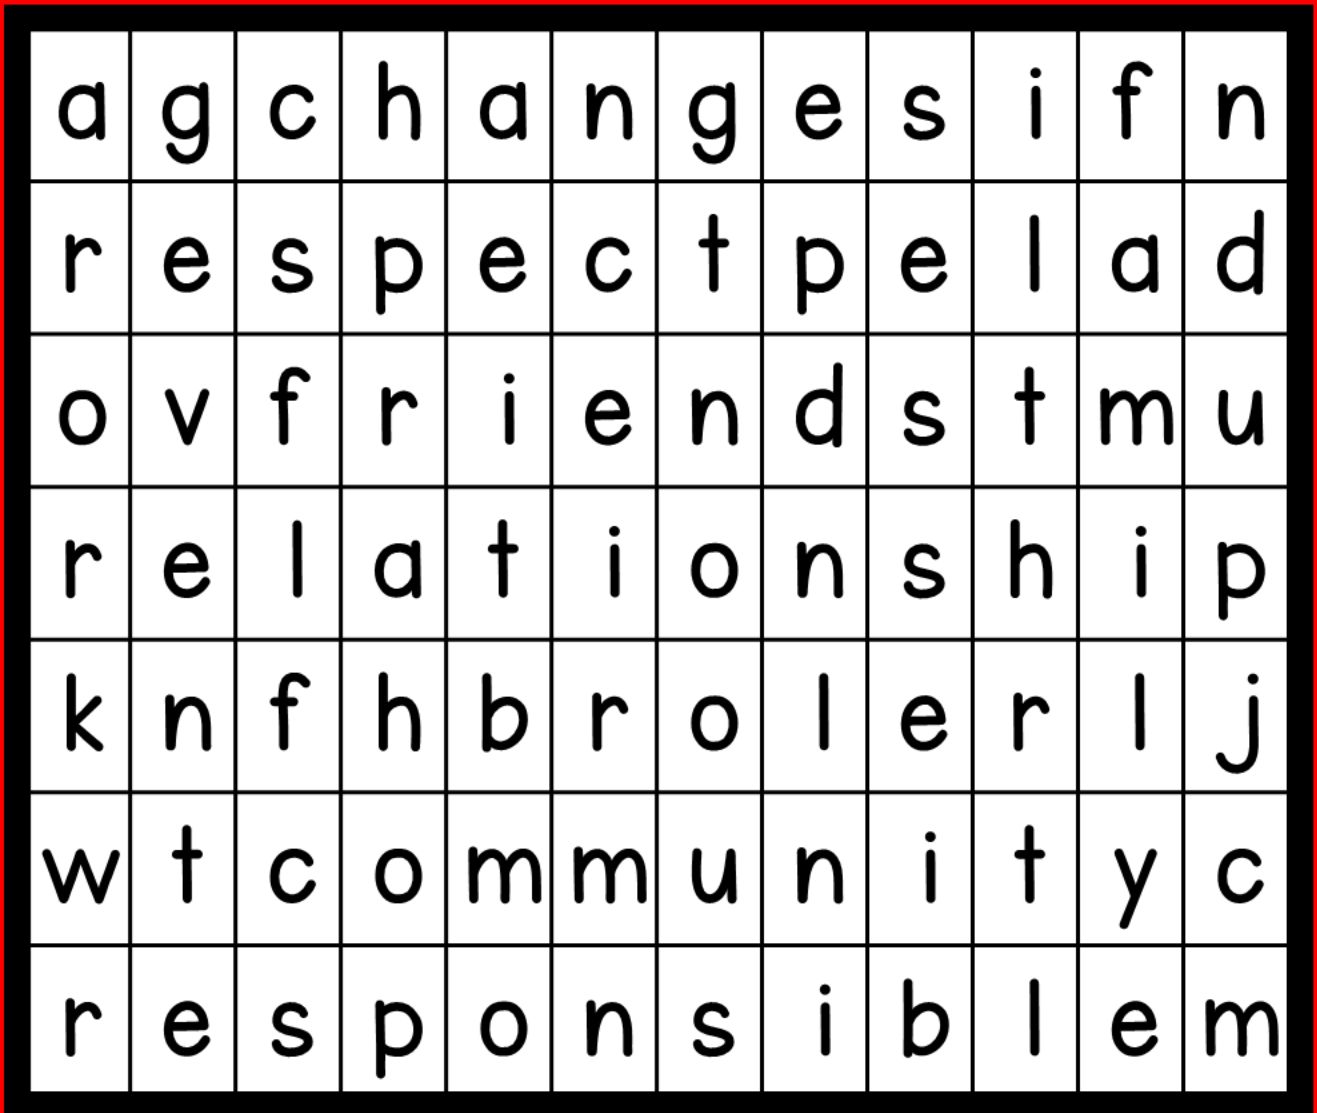 a g c h a n g e s i f n
r e s p e c t p e l a d
o v f r i e n d s t m u
r e l a t i o n s h i p
k n f h b r o l e r l j
w t c o m m u n i t y c
r e s p o n s i b l e m